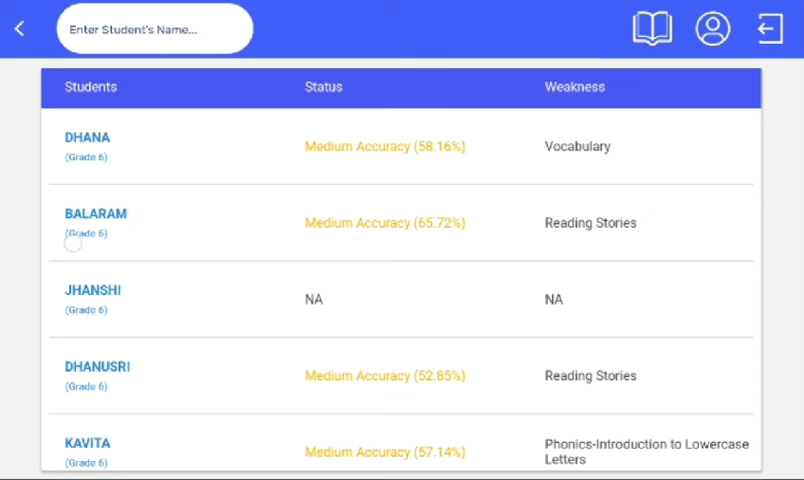 Enter Student's Name...
Students Status Weakness
DHANA
(Grade 6)
Medium Accuracy (58.16%)
Vocabulary
BALARAM
(Grade 6)
Medium Accuracy (65.72%)
Reading Stories
JHANSHI
(Grade 6)
NA
NA
DHANUSRI
(Grade 6)
Medium Accuracy (52.85%)
Reading Stories
KAVITA
(Grade 6)
Medium Accuracy (57.14%)
Phonics-Introduction to Lowercase
Letters